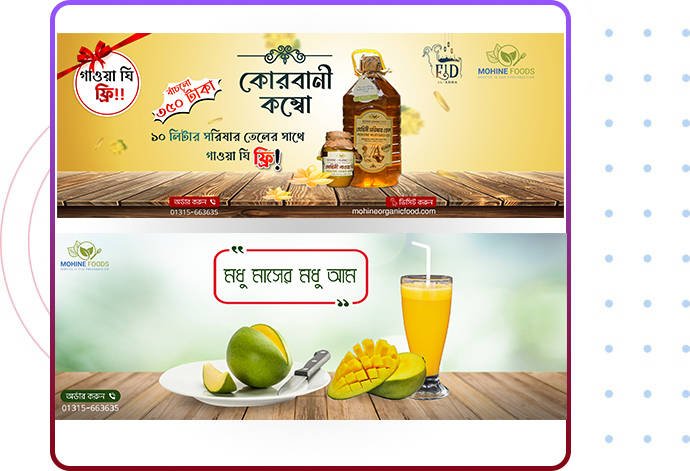 গাওয়া ঘি
ফ্রি!!
বাঁচলো
৩৫০ টাকা
কোরবানী
কম্বো
১০ লিটার সরিষার তেলের সাথে
গাওয়া ঘি ফ্রি!
MOHINE FOODS
অর্ডার করুন
01315-663635
ভিজিট করুন
mohineorganicfood.com
MOHINE FOODS
মধু মাসের মধু আম
অর্ডার করুন
01315-663635